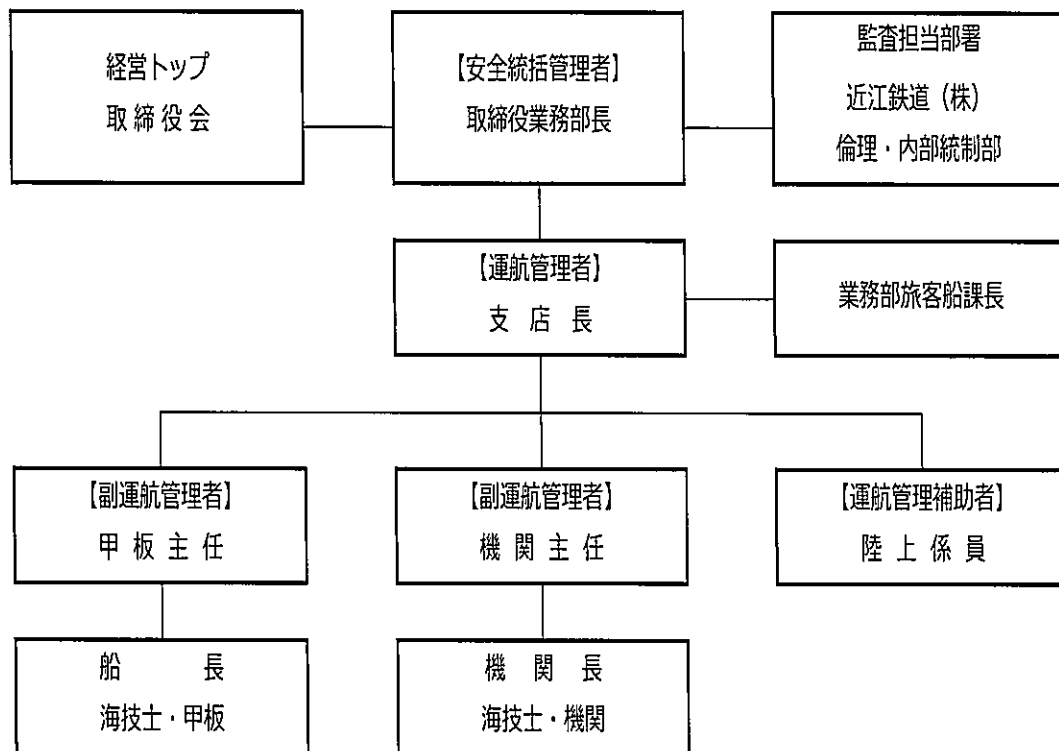 経営トップ
取締役会
【安全統括管理者】
取締役業務部長
監査担当部署
近江鉄道(株)
倫理・内部統制部
【運航管理者】
支店長
業務部旅客船課長
【副運航管理者】
甲板主任
【副運航管理者】
機関主任
【運航管理補助者】
陸上係員
船長
海技士・甲板
機関長
海技士・機関